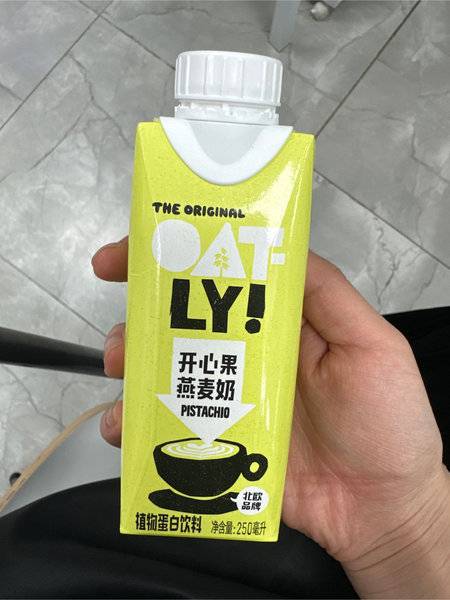 THE ORIGINAL
OAT-
LY!
开心果
燕麦奶
PISTACHIO
北欧
品牌
植物蛋白饮料
净含量:250毫升